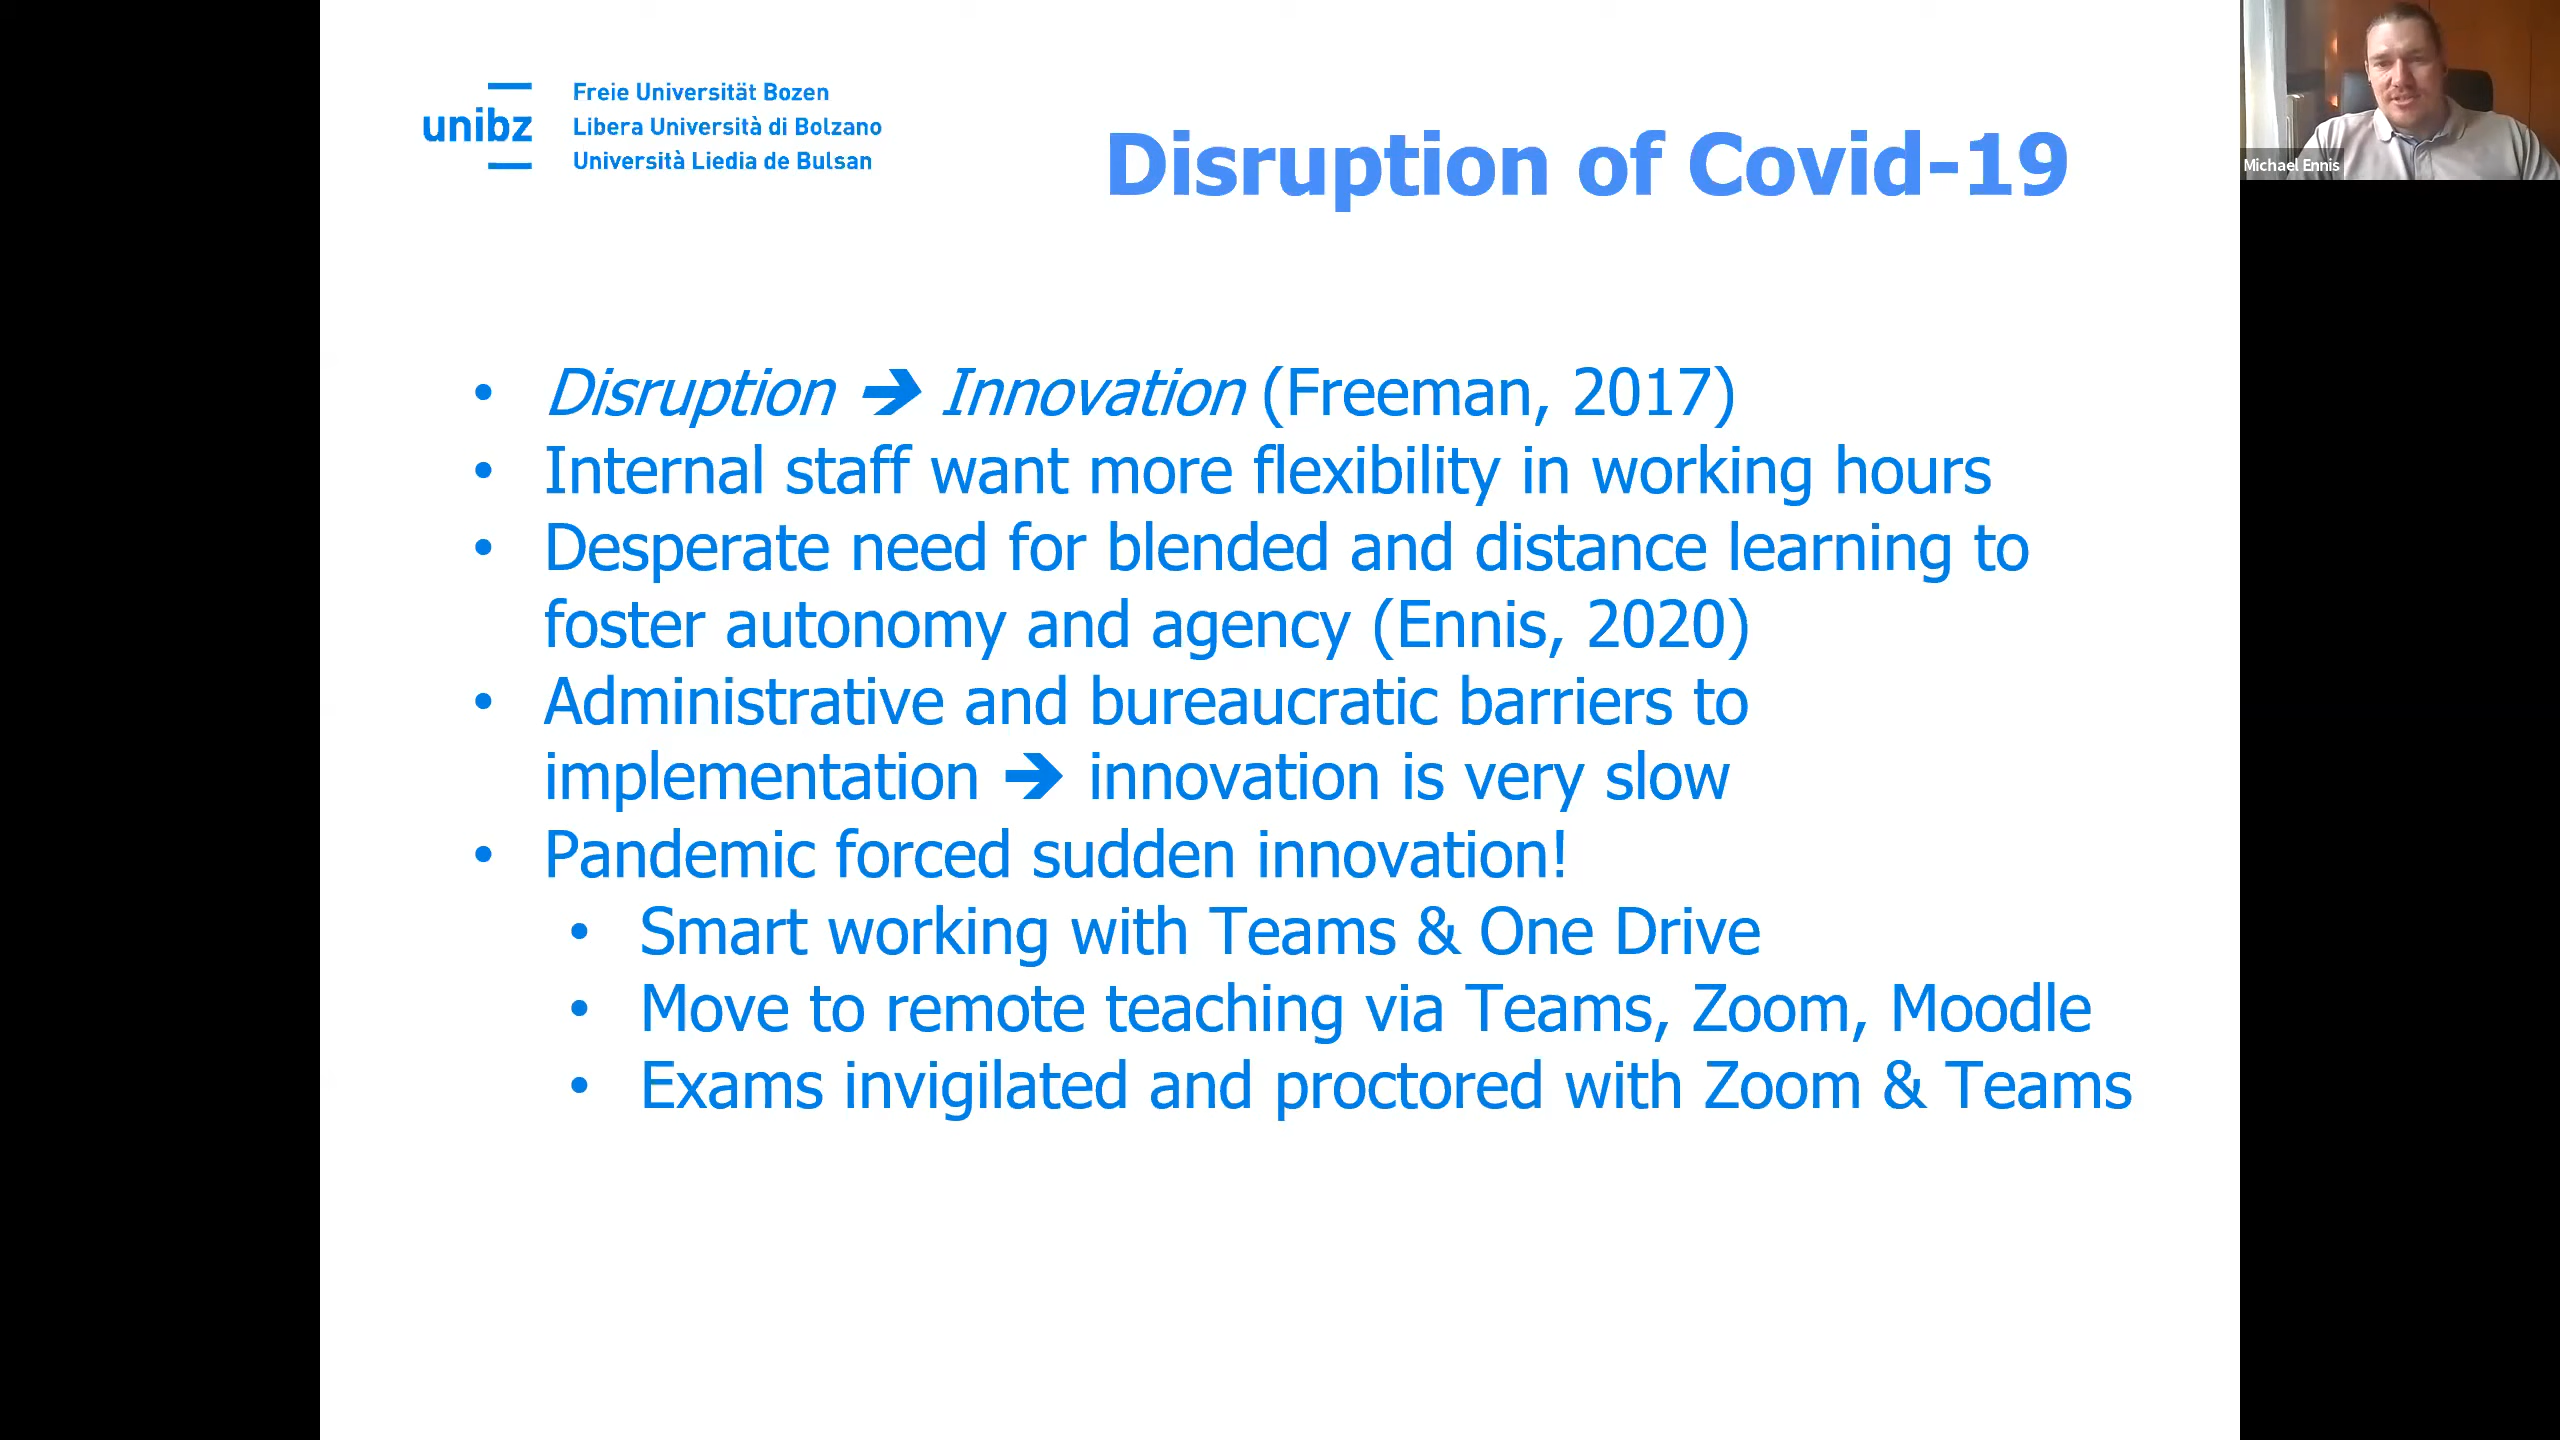 unibz
Freie Universität Bozen
Libera Università di Bolzano
Università Liedia de Bulsan
Disruption of Covid-19
Michael Ennis
• Disruption ➔ Innovation (Freeman, 2017)
• Internal staff want more flexibility in working hours
• Desperate need for blended and distance learning to
foster autonomy and agency (Ennis, 2020)
• Administrative and bureaucratic barriers to
implementation ➔ innovation is very slow
• Pandemic forced sudden innovation!
• Smart working with Teams & One Drive
• Move to remote teaching via Teams, Zoom, Moodle
• Exams invigilated and proctored with Zoom & Teams